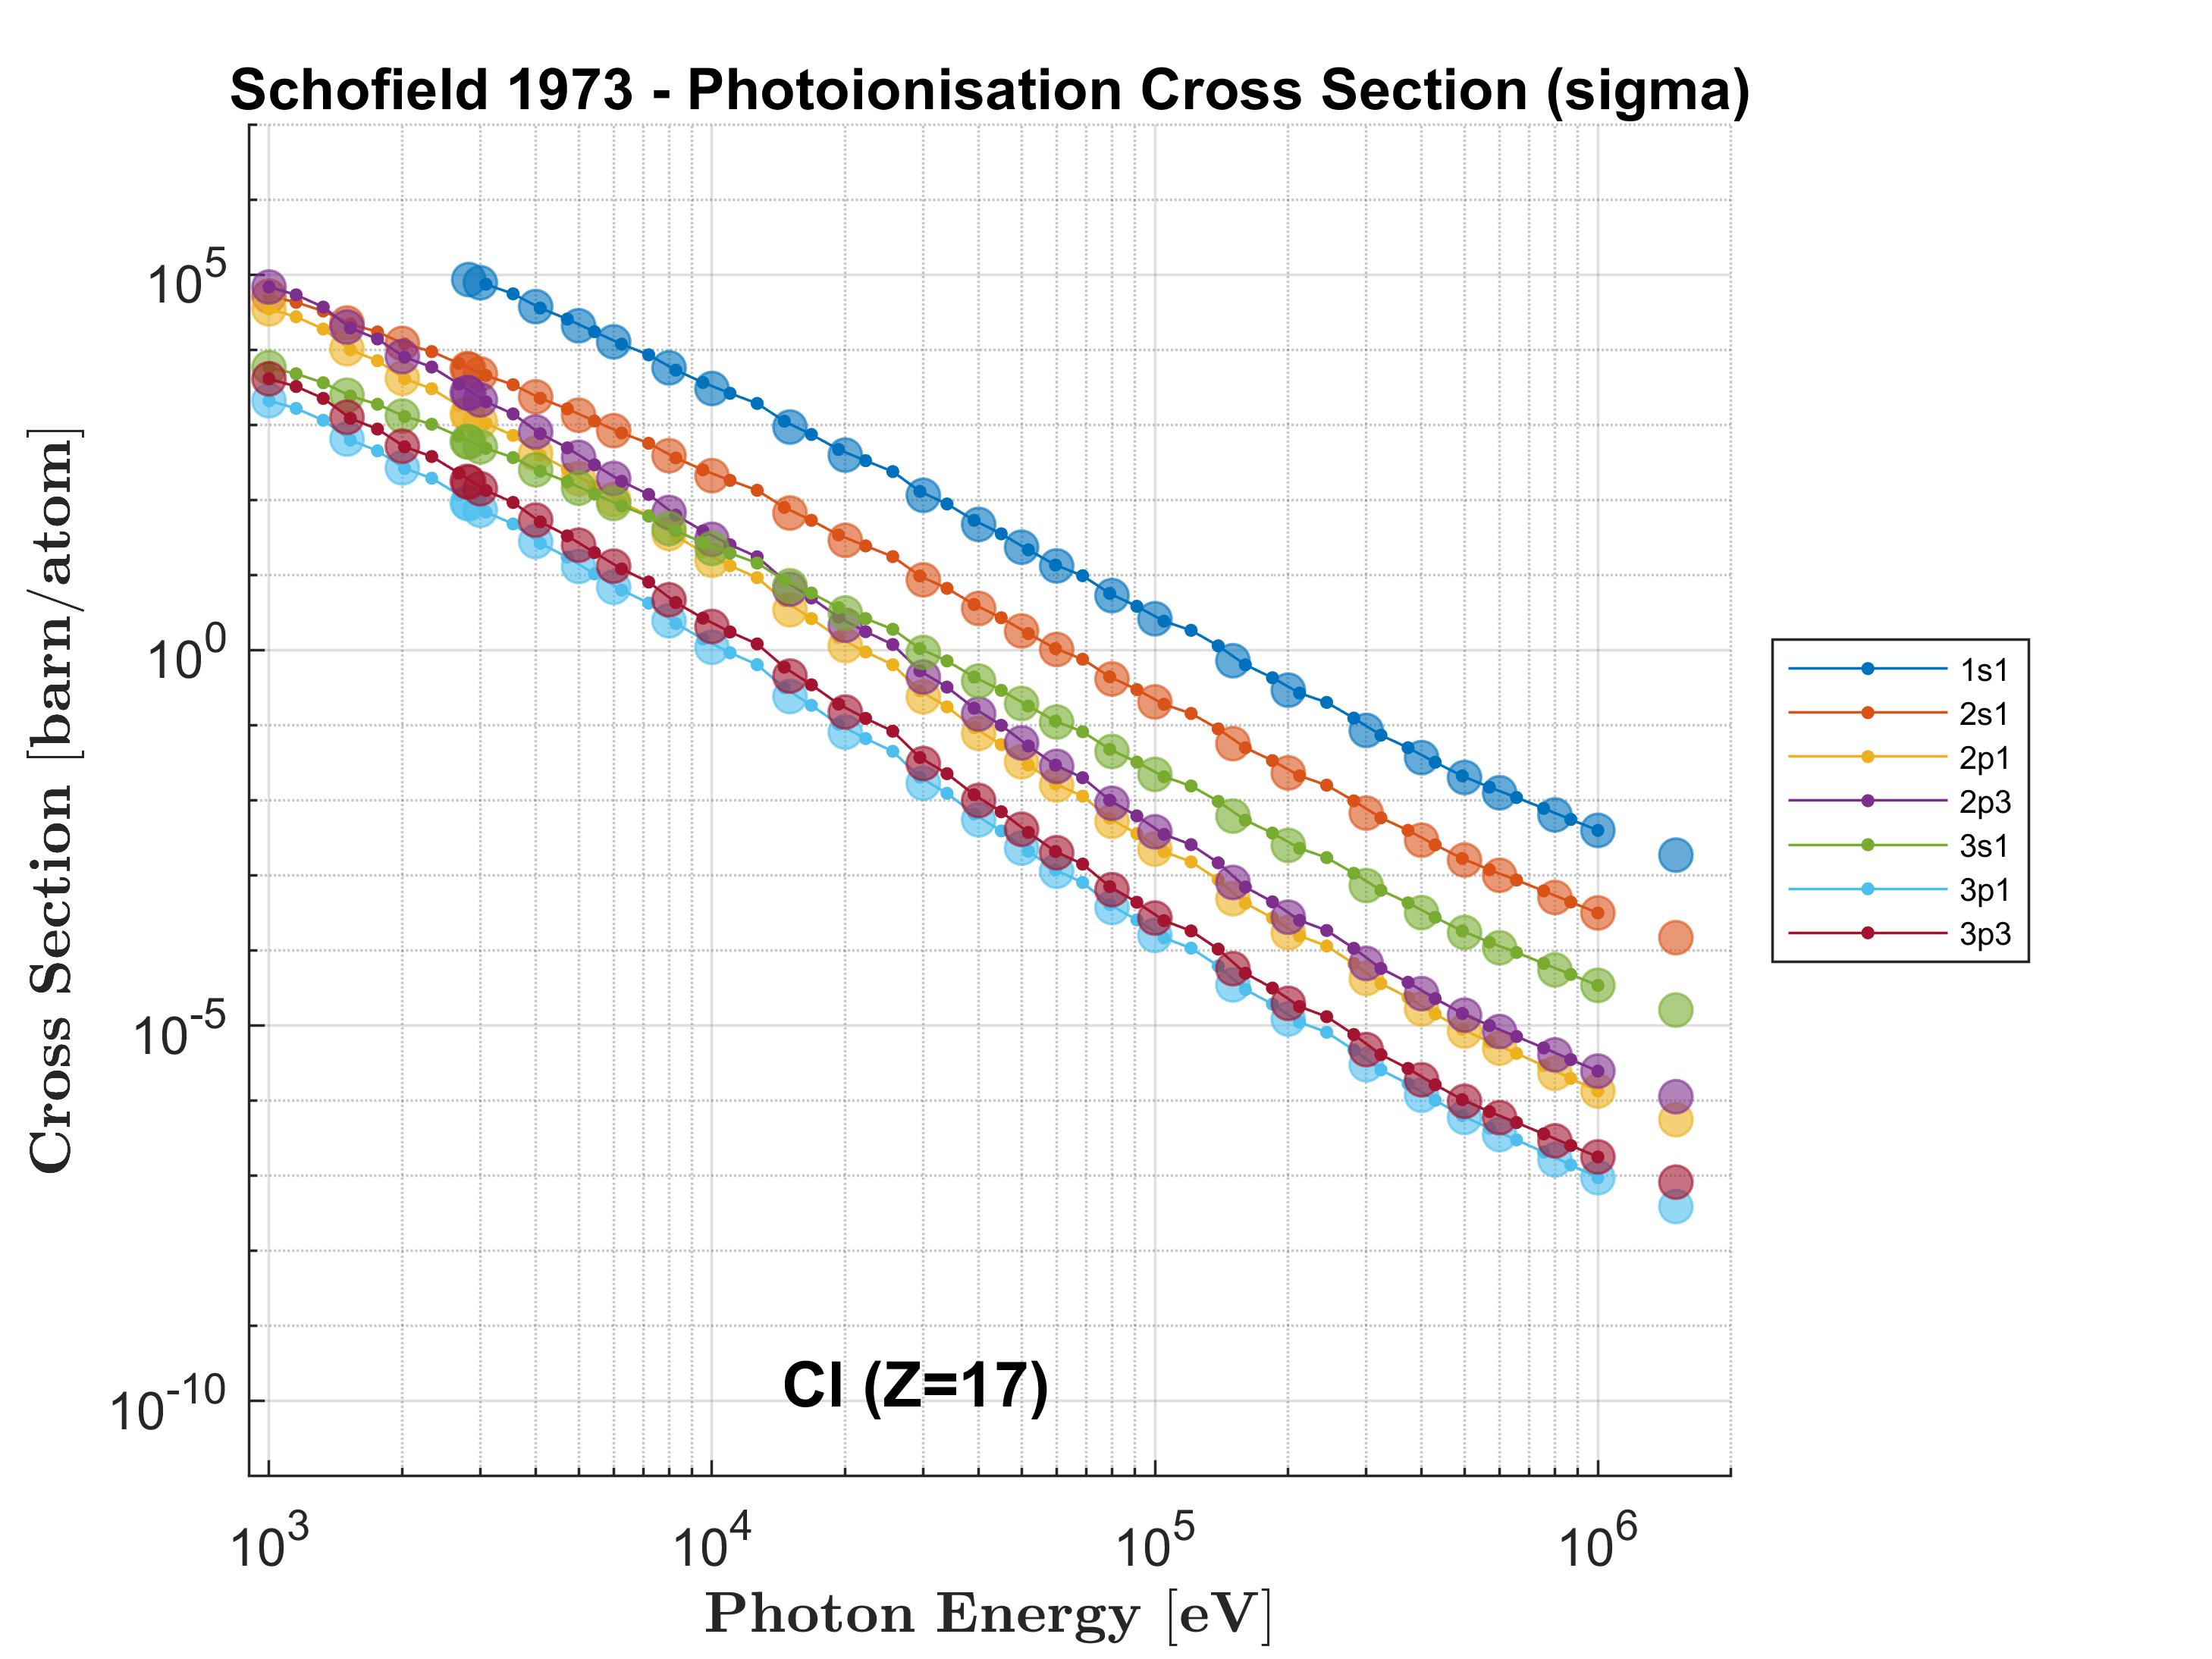 Schofield 1973 - Photoionisation Cross Section (sigma)
Cross Section [barn/atom]
10^5
10^0
10^-5
10^-10
Cl (Z=17)
10^3 10^4 10^5 10^6
Photon Energy [eV]
1s1
2s1
2p1
2p3
3s1
3p1
3p3